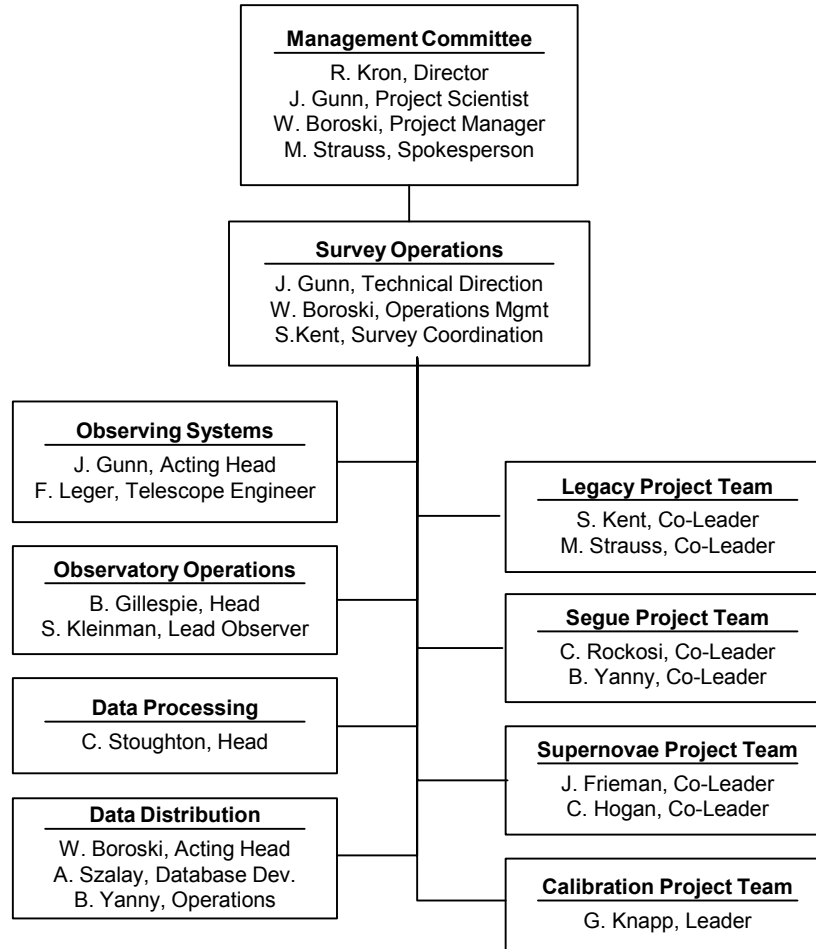 Management Committee
R. Kron, Director
J. Gunn, Project Scientist
W. Boroski, Project Manager
M. Strauss, Spokesperson
Survey Operations
J. Gunn, Technical Direction
W. Boroski, Operations Mgmt
S.Kent, Survey Coordination
Observing Systems
J. Gunn, Acting Head
F. Leger, Telescope Engineer
Observatory Operations
B. Gillespie, Head
S. Kleinman, Lead Observer
Data Processing
C. Stoughton, Head
Data Distribution
W. Boroski, Acting Head
A. Szalay, Database Dev.
B. Yanny, Operations
Legacy Project Team
S. Kent, Co-Leader
M. Strauss, Co-Leader
Segue Project Team
C. Rockosi, Co-Leader
B. Yanny, Co-Leader
Supernovae Project Team
J. Frieman, Co-Leader
C. Hogan, Co-Leader
Calibration Project Team
G. Knapp, Leader